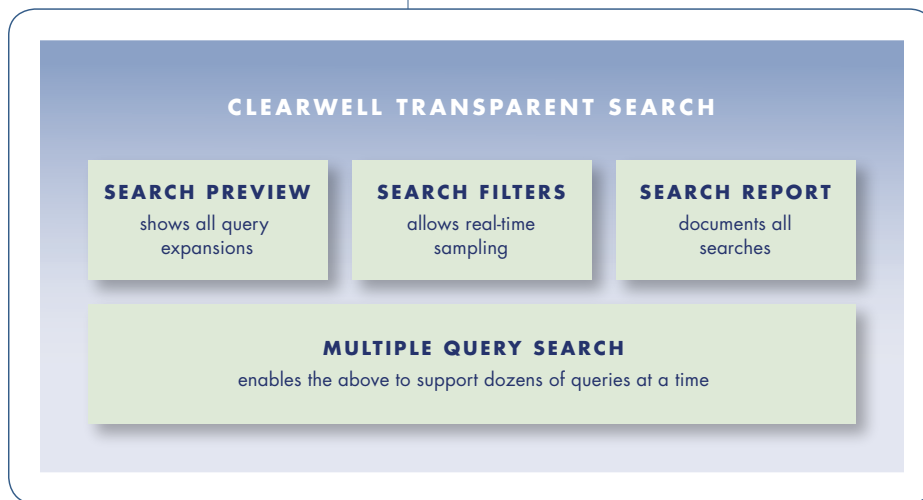 CLEARWELL TRANSPARENT SEARCH
SEARCH PREVIEW
shows all query
expansions
SEARCH FILTERS
allows real-time
sampling
SEARCH REPORT
documents all
searches
MULTIPLE QUERY SEARCH
enables the above to support dozens of queries at a time